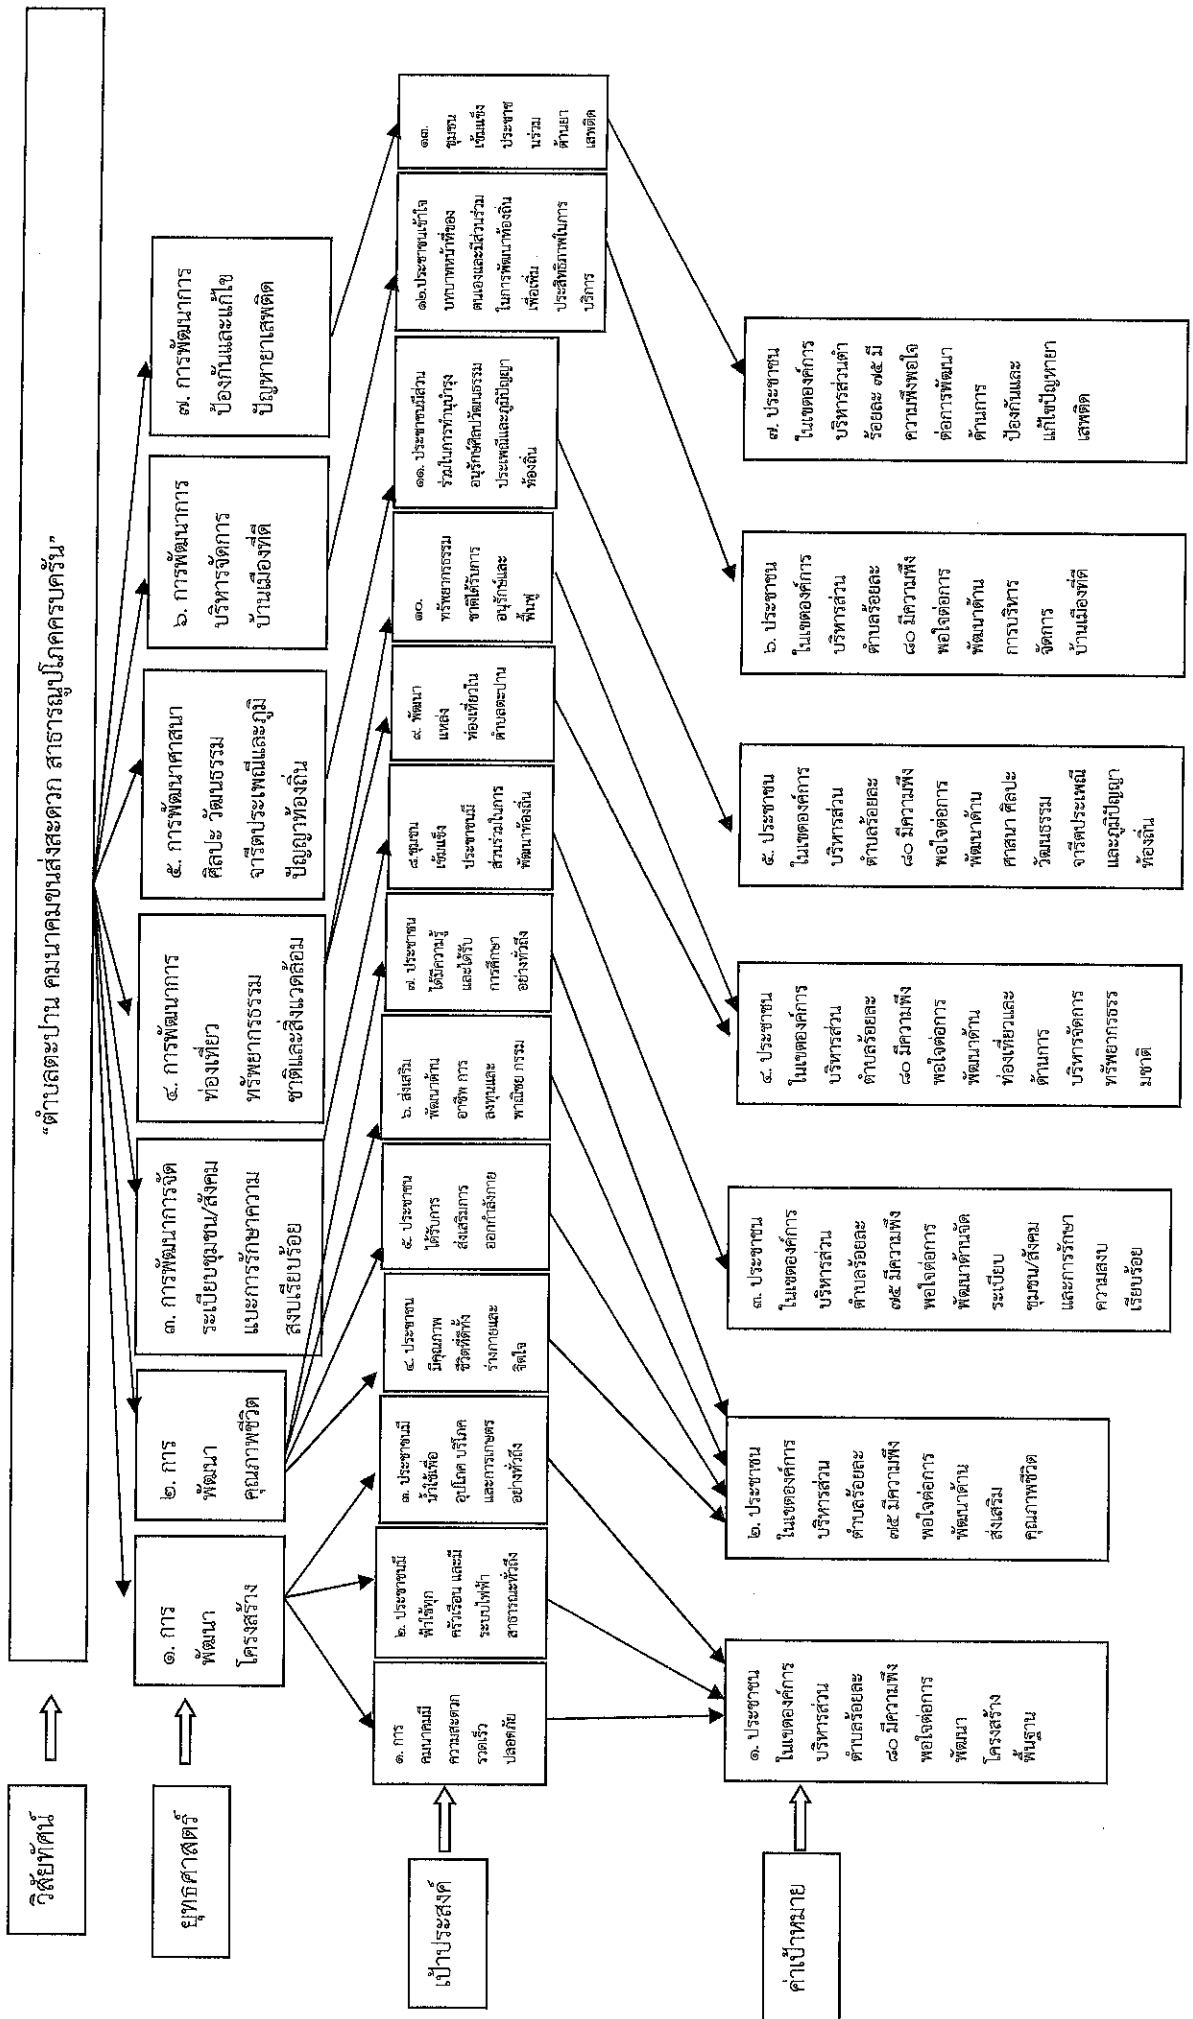 วิสัยทัศน์
“ตำบลตะปาน คมนาคมขนส่งสะดวก สาธารณูปโภคครบครัน”
ยุทธศาสตร์
๑. การ
พัฒนา
โครงสร้าง
๒. การ
พัฒนา
คุณภาพชีวิต
๓. การพัฒนาการจัด
ระเบียบชุมชน/สังคม
แบะการรักษาความ
สงบเรียบร้อย
๔. การพัฒนาการ
ท่องเที่ยว
ทรัพยากรธรรม
ชาติและสิ่งแวดล้อม
๕. การพัฒนาศาสนา
ศิลปะ วัฒนธรรม
จารีตประเพณีและภูมิ
ปัญญาท้องถิ่น
๖. การพัฒนาการ
บริหารจัดการ
บ้านเมืองที่ดี
๗. การพัฒนาการ
ป้องกันและแก้ไข
ปัญหายาเสพติด
เป้าประสงค์
๑. การ
คมนาคมมี
ความสะดวก
รวดเร็ว
ปลอดภัย
๒. ประชาชนมี
ฟ้าใช้ทุก
ครัวเรือน และมี
ระบบไฟฟ้า
สาธารณะทั่วถึง
๓. ประชาชนมี
น้ำใช้เพื่อ
อุปโภค บริโภค
และการเกษตร
อย่างทั่วถึง
๔. ประชาชน
มีคุณภาพ
ชีวิตที่ดีทั้ง
ร่างกายและ
จิตใจ
๕. ประชาชน
ได้รับการ
ส่งเสริมการ
ออกกำลังกาย
๖. ส่งเสริม
พัฒนาด้าน
อาชีพ การ
ลงทุนและ
พาณิชย กรรม
๗. ประชาชน
ได้มีความรู้
และได้รับ
การศึกษา
อย่างทั่วถึง
๘.ชุมชน
เข้มแข็ง
ประชาชนมี
ส่วนร่วมในการ
พัฒนาท้องถิ่น
๙. พัฒนา
แหล่ง
ท่องเที่ยวใน
ตำบลตะปาน
๑๐.
ทรัพยากรธรรม
ชาติได้รับการ
อนุรักษ์และ
ฟื้นฟู
๑๑. ประชาชนมีส่วน
ร่วมในการทำนุบำรุง
อนุรักษ์ศิลปวัฒนธรรม
ประเพณีและภูมิปัญญา
ท้องถิ่น
๑๒.ประชาชนเข้าใจ
บทบาทหน้าที่ของ
ตนเองและมีส่วนร่วม
ในการพัฒนาท้องถิ่น
เพื่อเพิ่ม
ประสิทธิภาพในการ
บริการ
๑๓.
ชุมชน
เข้มแข็ง
ประชาช
นร่วม
ต้านยา
เสพติด
ค่าเป้าหมาย
๑. ประชาชน
ในเขตองค์การ
บริหารส่วน
ตำบลร้อยละ
๘๐ มีความพึง
พอใจต่อการ
พัฒนา
โครงสร้าง
พื้นฐาน
๒. ประชาชน
ในเขตองค์การ
บริหารส่วน
ตำบลร้อยละ
๗๕ มีความพึง
พอใจต่อการ
พัฒนาด้าน
ส่งเสริม
คุณภาพชีวิต
๓. ประชาชน
ในเขตองค์การ
บริหารส่วน
ตำบลร้อยละ
๗๕ มีความพึง
พอใจต่อการ
พัฒนาด้านจัด
ระเบียบ
ชุมชน/สังคม
และการรักษา
ความสงบ
เรียบร้อย
๔. ประชาชน
ในเขตองค์การ
บริหารส่วน
ตำบลร้อยละ
๘๐ มีความพึง
พอใจต่อการ
พัฒนาด้าน
ท่องเที่ยวและ
ด้านการ
บริหารจัดการ
ทรัพยากรธรร
มชาติ
๕. ประชาชน
ในเขตองค์การ
บริหารส่วน
ตำบลร้อยละ
๘๐ มีความพึง
พอใจต่อการ
พัฒนาด้าน
ศาสนา ศิลปะ
วัฒนธรรม
จารีตประเพณี
และภูมิปัญญา
ท้องถิ่น
๖. ประชาชน
ในเขตองค์การ
บริหารส่วน
ตำบลร้อยละ
๘๐ มีความพึง
พอใจต่อการ
พัฒนาด้าน
การบริหาร
จัดการ
บ้านเมืองที่ดี
๗. ประชาชน
ในเขตองค์การ
บริหารส่วนตำ
ร้อยละ ๗๕ มี
ความพึงพอใจ
ต่อการพัฒนา
ด้านการ
ป้องกันและ
แก้ไขปัญหายา
เสพติด